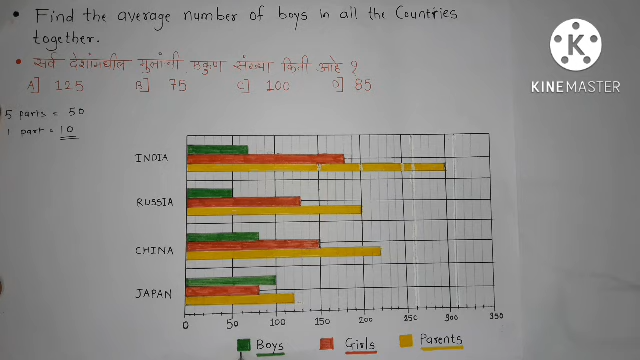 • Find the average number of boys in all the Countries
together.
• सर्व देशांमधील मुलांची एकूण संख्या किती आहे ?
A] 125 B] 75 C] 100 D] 85
5 parts = 50
1 part = 10
INDIA
RUSSIA
CHINA
JAPAN
0 50 100 150 200 250 300 350
Boys Girls Parents
KINEMASTER